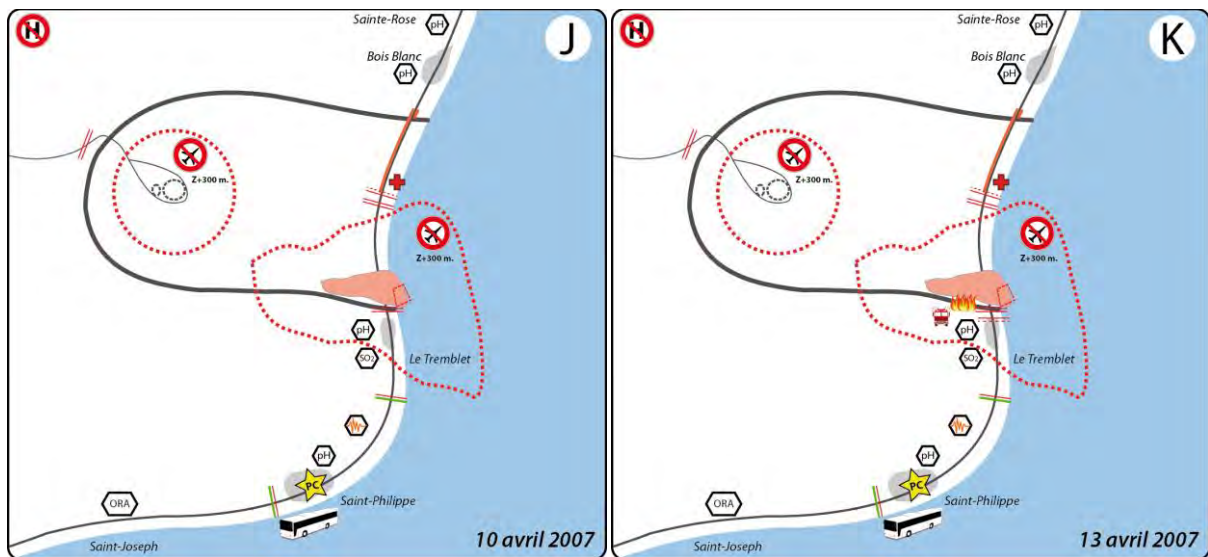 H
J
Sainte-Rose
pH
Bois Blanc
pH
Z+300 m.
Z+300 m.
pH
SO₂
Le Tremblet
pH
PC
ORA
Saint-Philippe
Saint-Joseph
10 avril 2007
H
K
Sainte-Rose
pH
Bois Blanc
pH
Z+300 m.
Z+300 m.
pH
SO₂
Le Tremblet
pH
PC
ORA
Saint-Philippe
Saint-Joseph
13 avril 2007